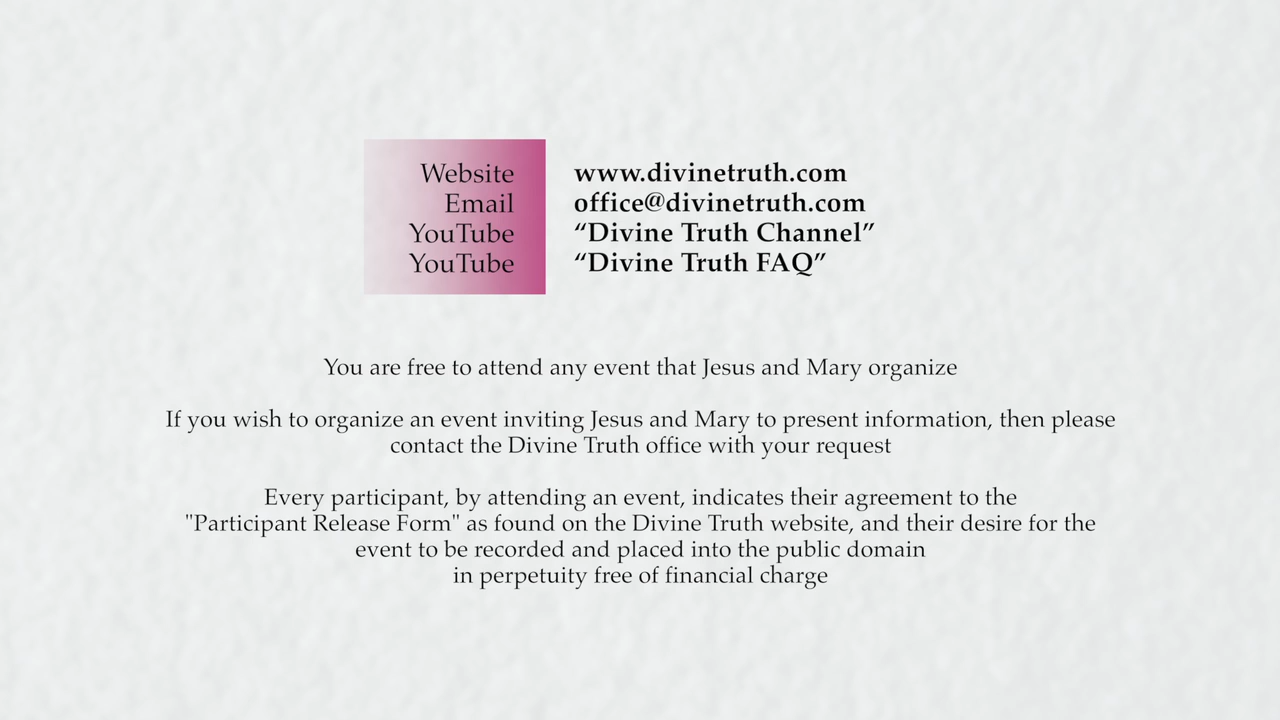 Website www.divinetruth.com
Email office@divinetruth.com
YouTube “Divine Truth Channel”
YouTube “Divine Truth FAQ”
You are free to attend any event that Jesus and Mary organize
If you wish to organize an event inviting Jesus and Mary to present information, then please
contact the Divine Truth office with your request
Every participant, by attending an event, indicates their agreement to the
"Participant Release Form" as found on the Divine Truth website, and their desire for the
event to be recorded and placed into the public domain
in perpetuity free of financial charge